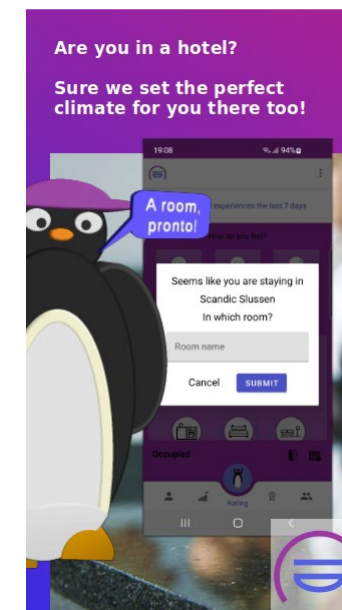 Are you in a hotel?
Sure we set the perfect
climate for you there too!
19:08
94%
experiences the last 7 days
A room,
pronto!
How do you feel?
Seems like you are staying in
Scandic Slussen
In which room?
Room name
Cancel
SUBMIT
Occupied
Rating